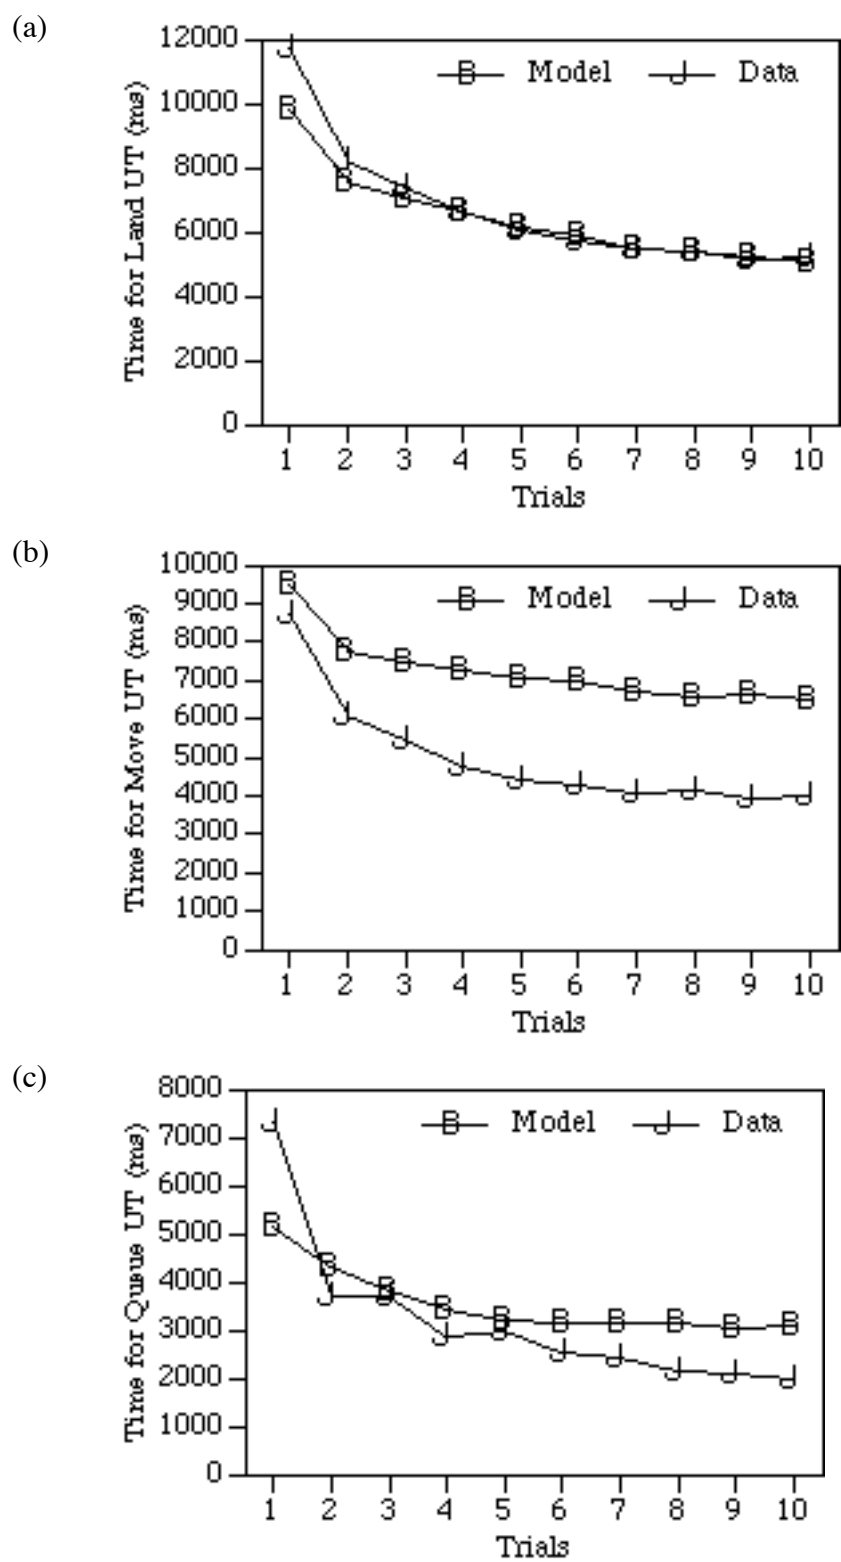 (a)
12000
10000
8000
6000
4000
2000
0
Time for Land UT (ms)
B Model J Data
1 2 3 4 5 6 7 8 9 10
Trials
(b)
10000
9000
8000
7000
6000
5000
4000
3000
2000
1000
0
Time for Move UT (ms)
B Model J Data
1 2 3 4 5 6 7 8 9 10
Trials
(c)
8000
7000
6000
5000
4000
3000
2000
1000
0
Time for Queue UT (ms)
B Model J Data
1 2 3 4 5 6 7 8 9 10
Trials